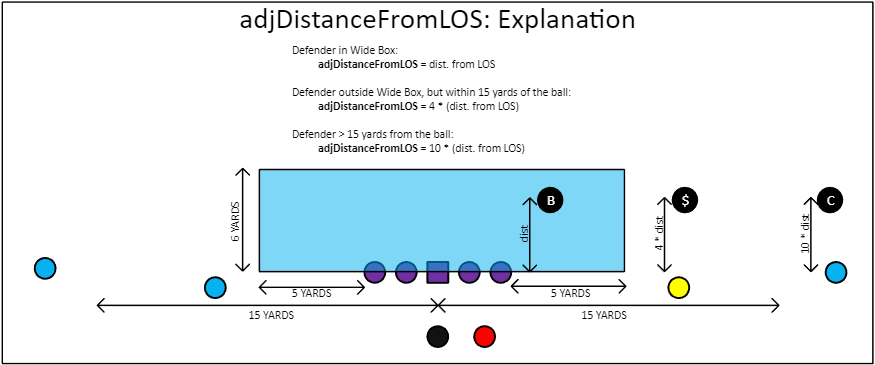 adjDistanceFromLOS: Explanation
Defender in Wide Box:
adjDistanceFromLOS = dist. from LOS
Defender outside Wide Box, but within 15 yards of the ball:
adjDistanceFromLOS = 4 * (dist. from LOS)
Defender > 15 yards from the ball:
adjDistanceFromLOS = 10 * (dist. from LOS)
6 YARDS
B
$
C
dist
4 * dist
10 * dist
5 YARDS
5 YARDS
15 YARDS
15 YARDS